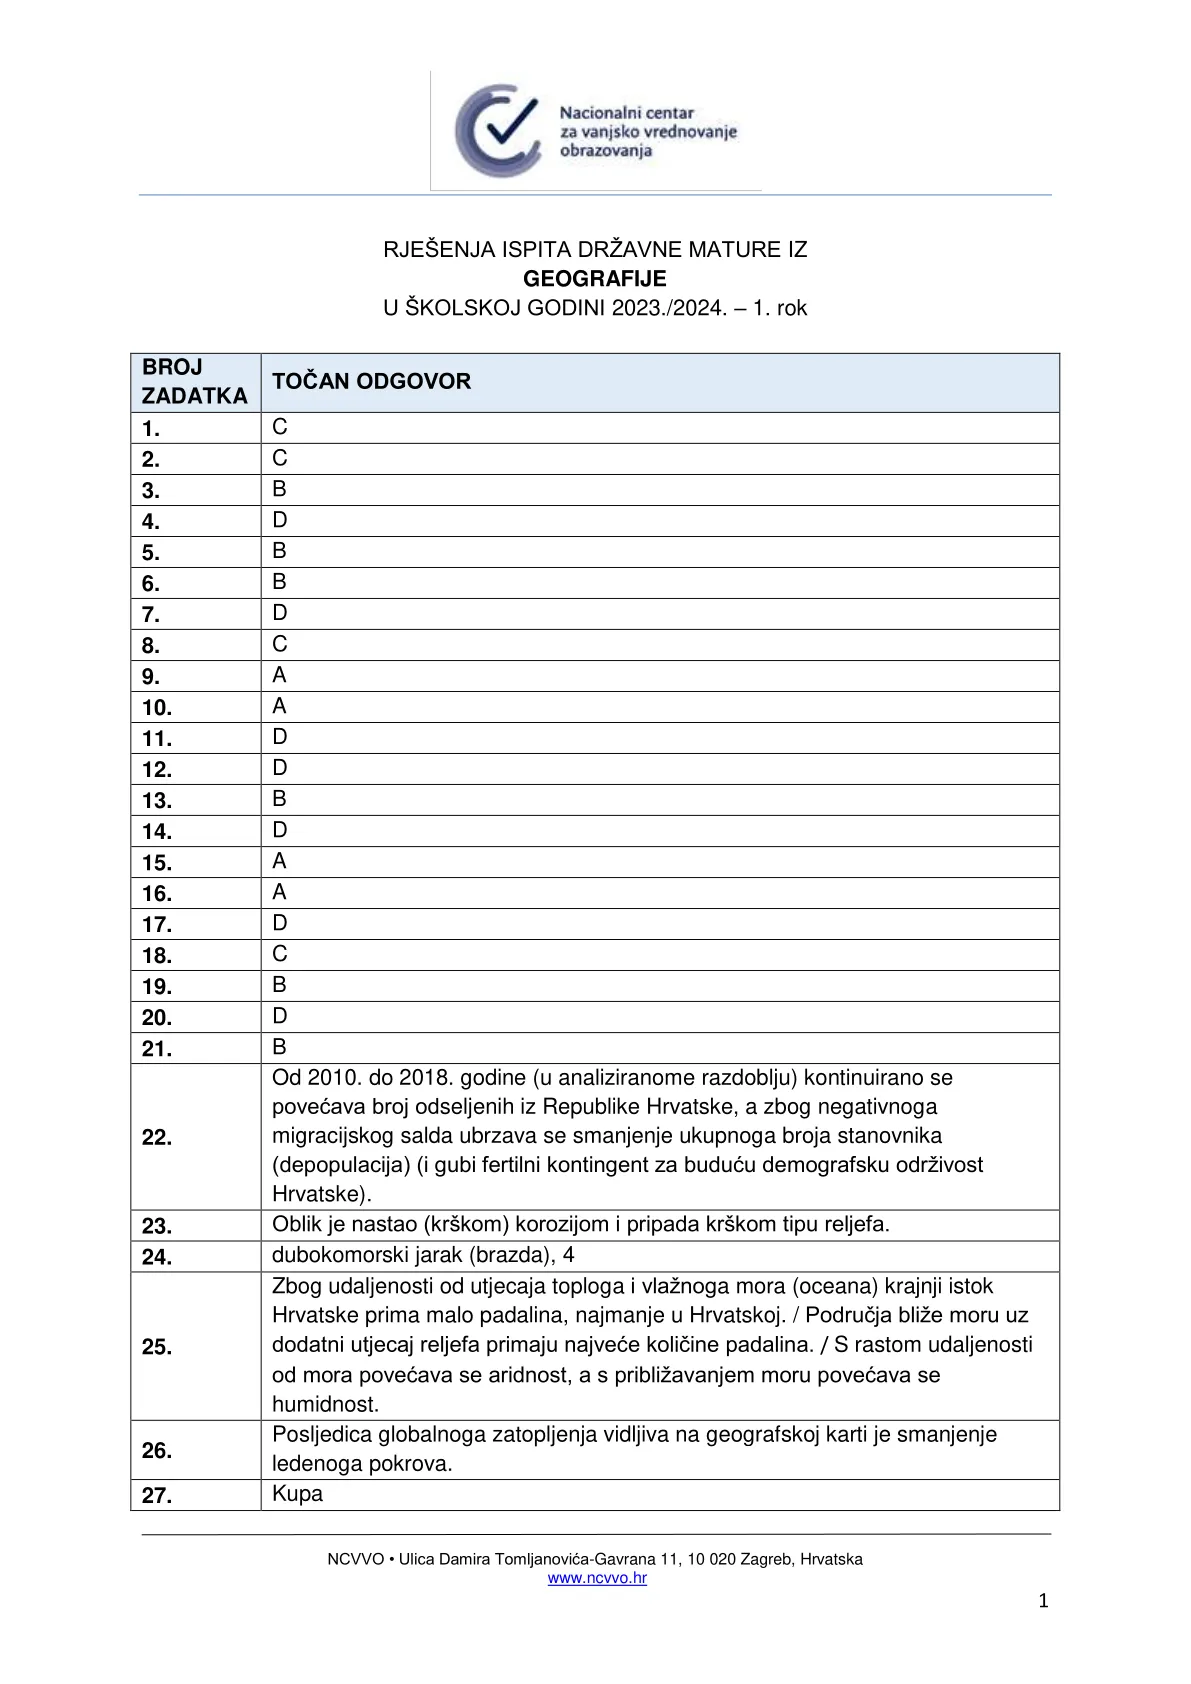 Nacionalni centar
za vanjsko vrednovanje
obrazovanja
RJEŠENJA ISPITA DRŽAVNE MATURE IZ
GEOGRAFIJE
U ŠKOLSKOJ GODINI 2023./2024. – 1. rok
BROJ
ZADATKA
TOČAN ODGOVOR
1. C
2. C
3. B
4. D
5. B
6. B
7. D
8. C
9. A
10. A
11. D
12. D
13. B
14. D
15. A
16. A
17. D
18. C
19. B
20. D
21. B
22.
Od 2010. do 2018. godine (u analiziranome razdoblju) kontinuirano se
povećava broj odseljenih iz Republike Hrvatske, a zbog negativnoga
migracijskog salda ubrzava se smanjenje ukupnoga broja stanovnika
(depopulacija) (i gubi fertilni kontingent za buduću demografsku održivost
Hrvatske).
23. Oblik je nastao (krškom) korozijom i pripada krškom tipu reljefa.
24. dubokomorski jarak (brazda), 4
25.
Zbog udaljenosti od utjecaja toploga i vlažnoga mora (oceana) krajnji istok
Hrvatske prima malo padalina, najmanje u Hrvatskoj. / Područja bliže moru uz
dodatni utjecaj reljefa primaju najveće količine padalina. / S rastom udaljenosti
od mora povećava se aridnost, a s približavanjem moru povećava se
humidnost.
26.
Posljedica globalnoga zatopljenja vidljiva na geografskoj karti je smanjenje
ledenoga pokrova.
27. Kupa
NCVVO • Ulica Damira Tomljanovića-Gavrana 11, 10 020 Zagreb, Hrvatska
www.ncvvo.hr
1